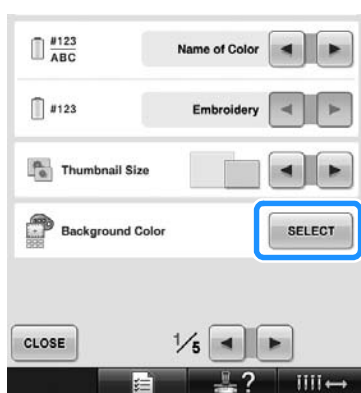 #123
ABC
Name of Color
#123
Embroidery
Thumbnail Size
Background Color
SELECT
CLOSE
1/5
?